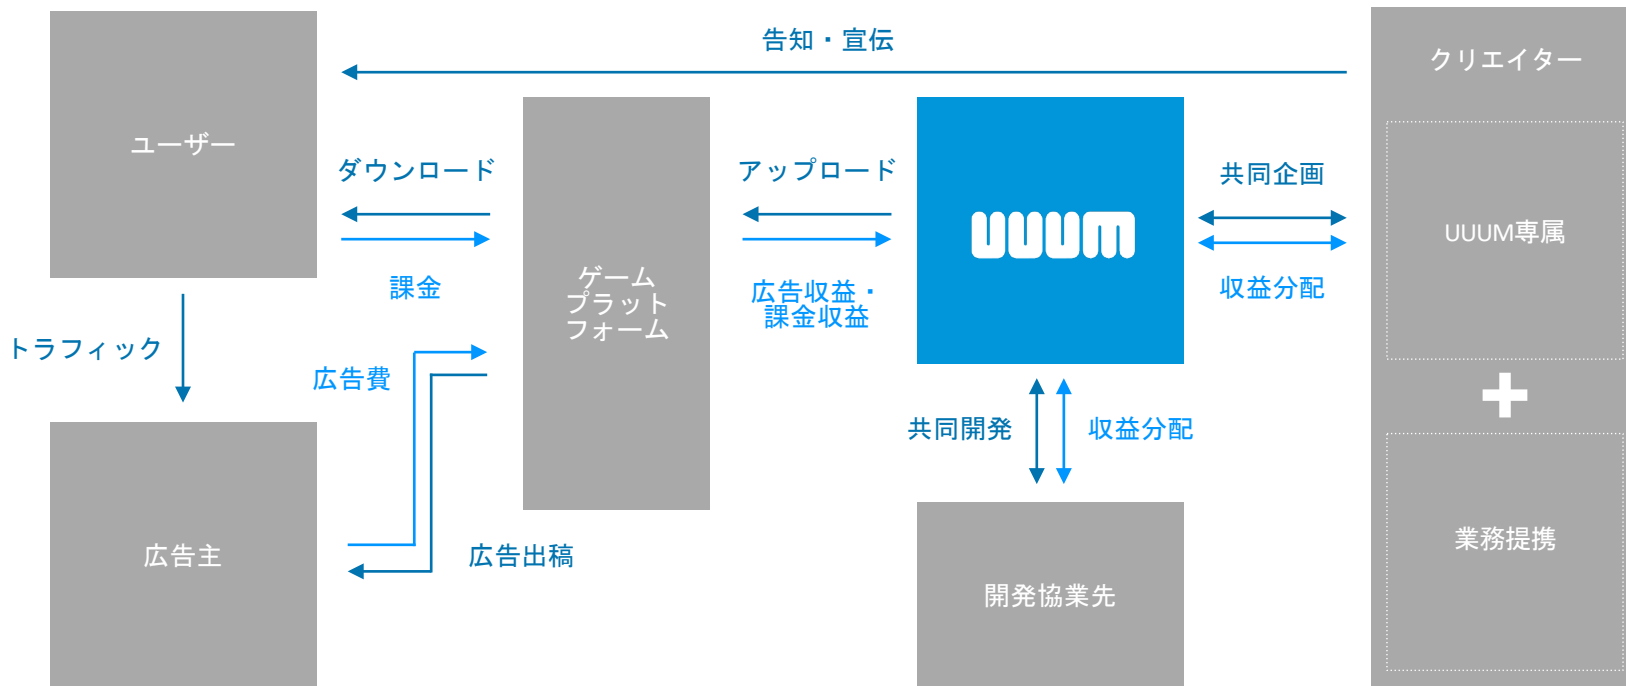 告知・宣伝
クリエイター
ユーザー
ダウンロード
課金
ゲーム
プラット
フォーム
アップロード
広告収益・
課金収益
UUUM
共同企画
収益分配
UUUM専属
トラフィック
広告費
広告出稿
共同開発
収益分配
広告主
開発協業先
業務提携